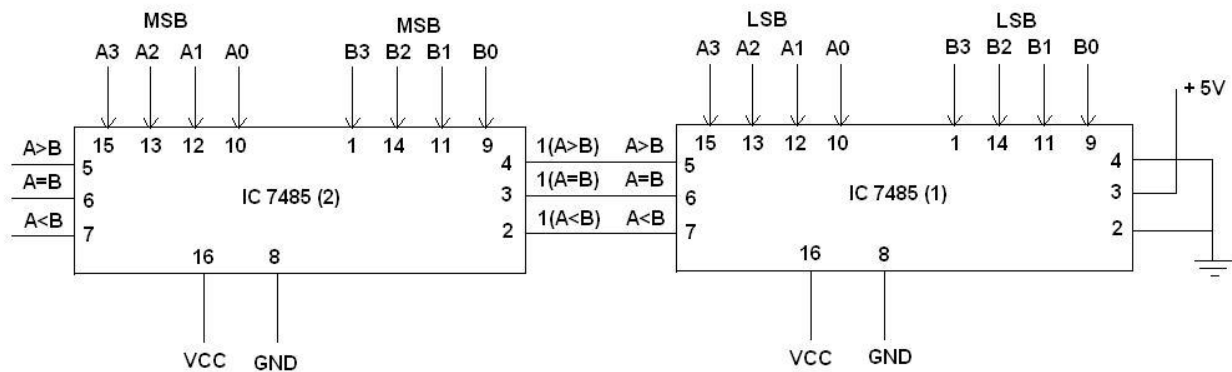 MSB MSB LSB LSB
A3 A2 A1 A0 B3 B2 B1 B0 A3 A2 A1 A0 B3 B2 B1 B0
+ 5V
15 13 12 10 1 14 11 9 15 13 12 10 1 14 11 9
A>B 5 4 1(A>B) A>B 5 4
A=B 6 IC 7485 (2) 3 1(A=B) A=B 6 IC 7485 (1) 3
A<B 7 2 1(A<B) A<B 7 2
16 8 16 8
VCC GND VCC GND